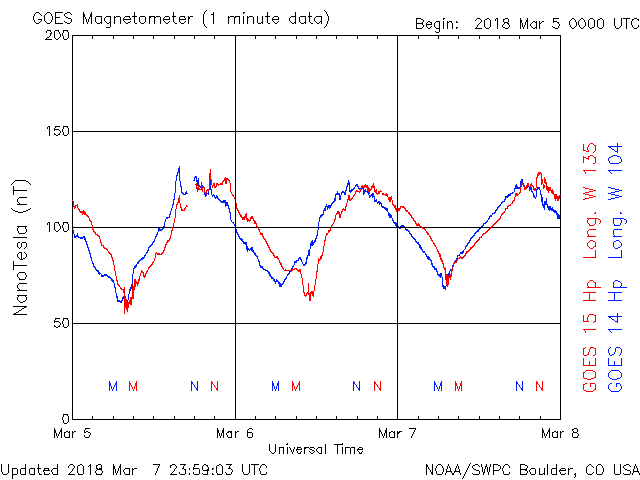 GOES Magnetometer (1 minute data)
Begin: 2018 Mar 5 0000 UTC
200
150
100
50
0
NanoTesla (nT)
M M N N M M N N M M N N
Mar 5 Mar 6 Mar 7 Mar 8
Universal Time
GOES 15 Hp Long. W 135
GOES 14 Hp Long. W 104
Updated 2018 Mar 7 23:59:03 UTC
NOAA/SWPC Boulder, CO USA